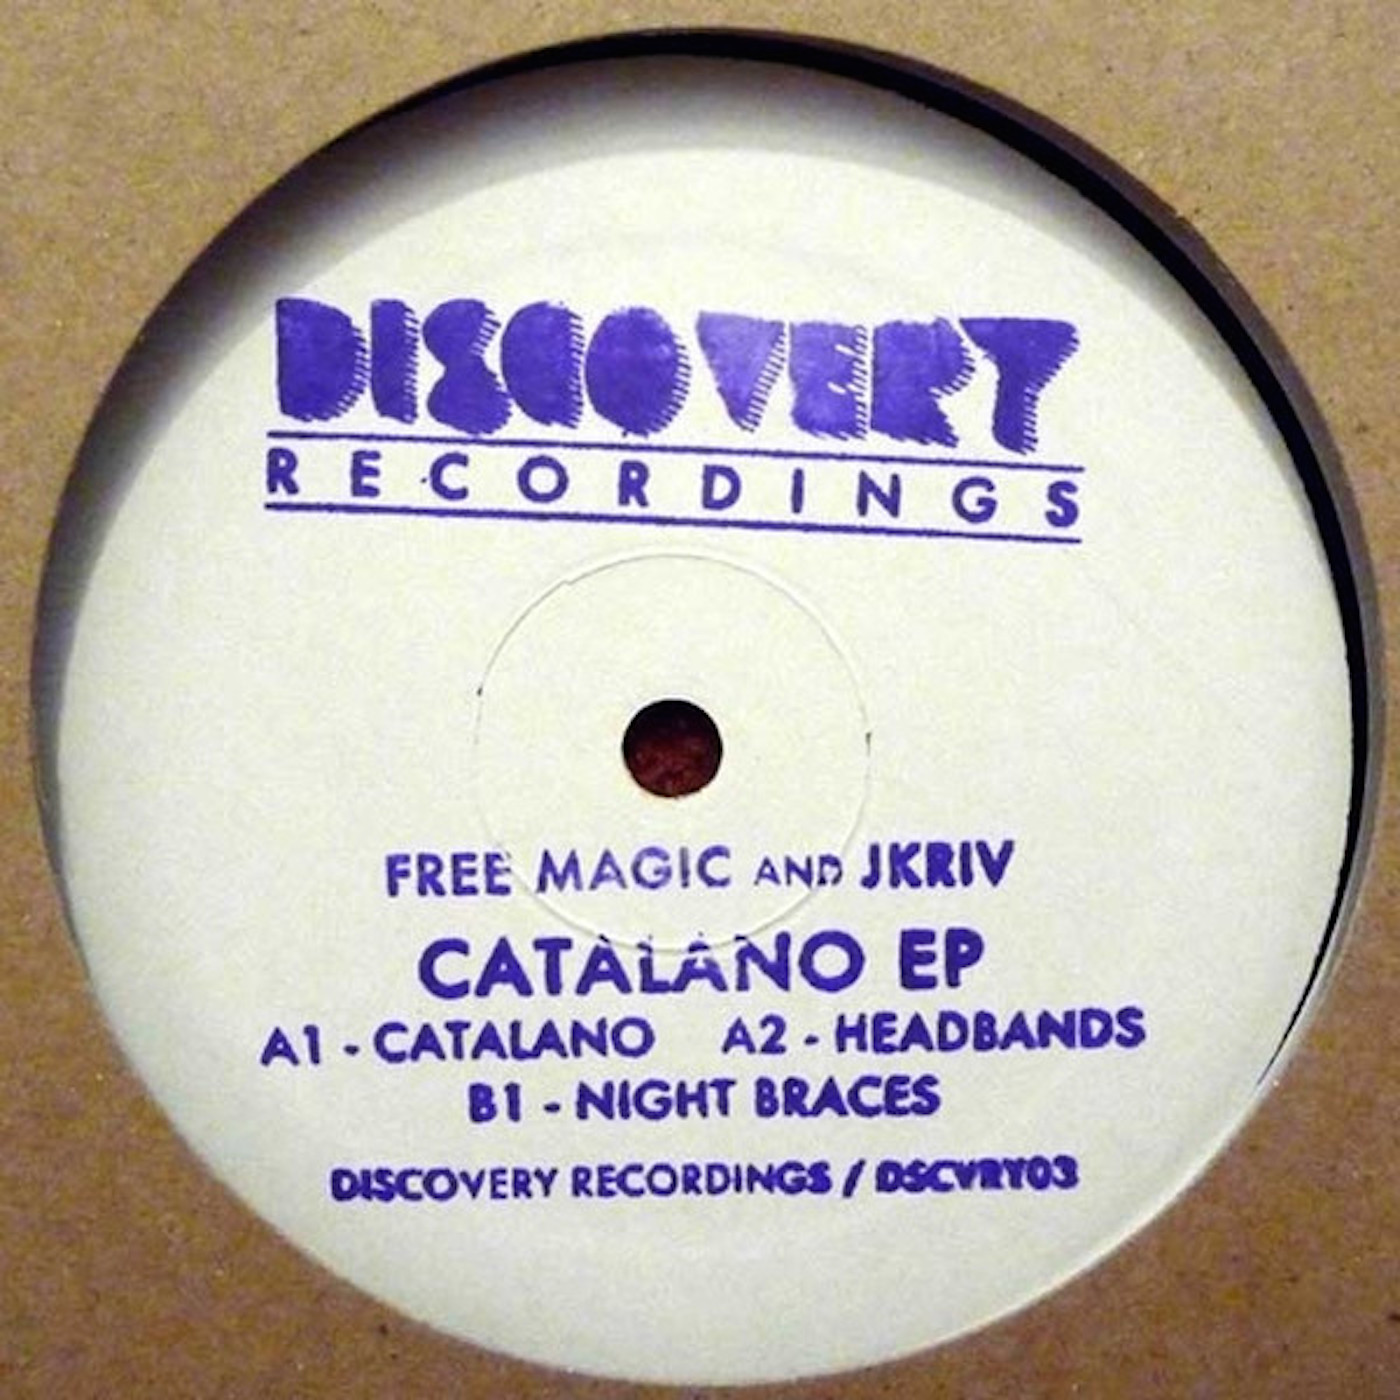 DISCOVERY
RECORDINGS
FREE MAGIC AND JKRIV
CATALANO EP
A1 - CATALANO A2 - HEADBANDS
B1 - NIGHT BRACES
DISCOVERY RECORDINGS / DSCVRY03